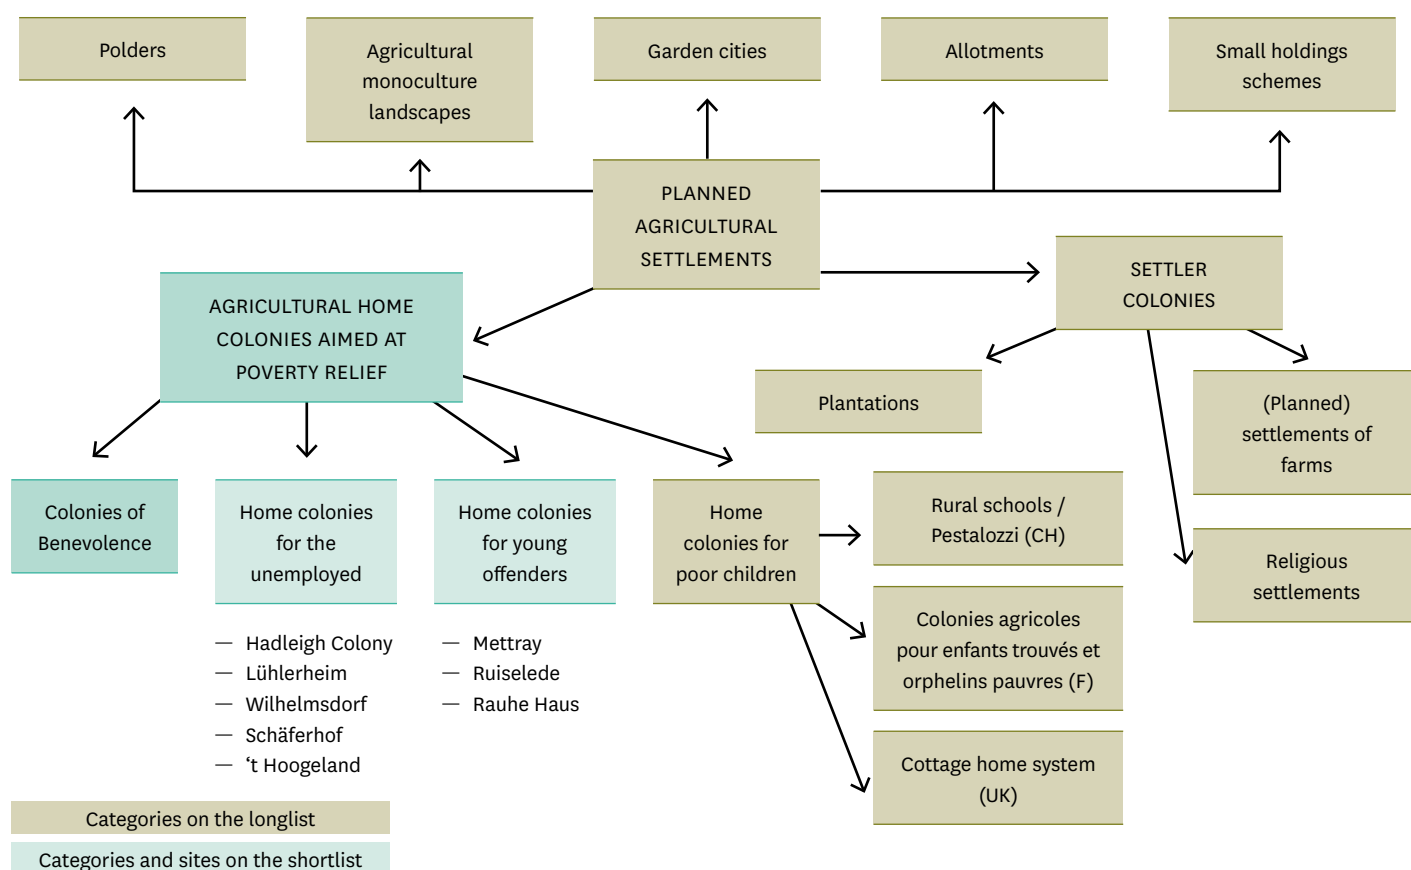 Polders
Agricultural
monoculture
landscapes
Garden cities
Allotments
Small holdings
schemes
PLANNED
AGRICULTURAL
SETTLEMENTS
SETTLER
COLONIES
AGRICULTURAL HOME
COLONIES AIMED AT
POVERTY RELIEF
Plantations
(Planned)
settlements of
farms
Religious
settlements
Colonies of
Benevolence
Home colonies
for the
unemployed
Home colonies
for young
offenders
Home
colonies for
poor children
Rural schools /
Pestalozzi (CH)
Colonies agricoles
pour enfants trouvés et
orphelins pauvres (F)
Cottage home system
(UK)
— Hadleigh Colony
— Lühlerheim
— Wilhelmsdorf
— Schäferhof
— ‘t Hoogeland
— Mettray
— Ruiselede
— Rauhe Haus
Categories on the longlist
Categories and sites on the shortlist